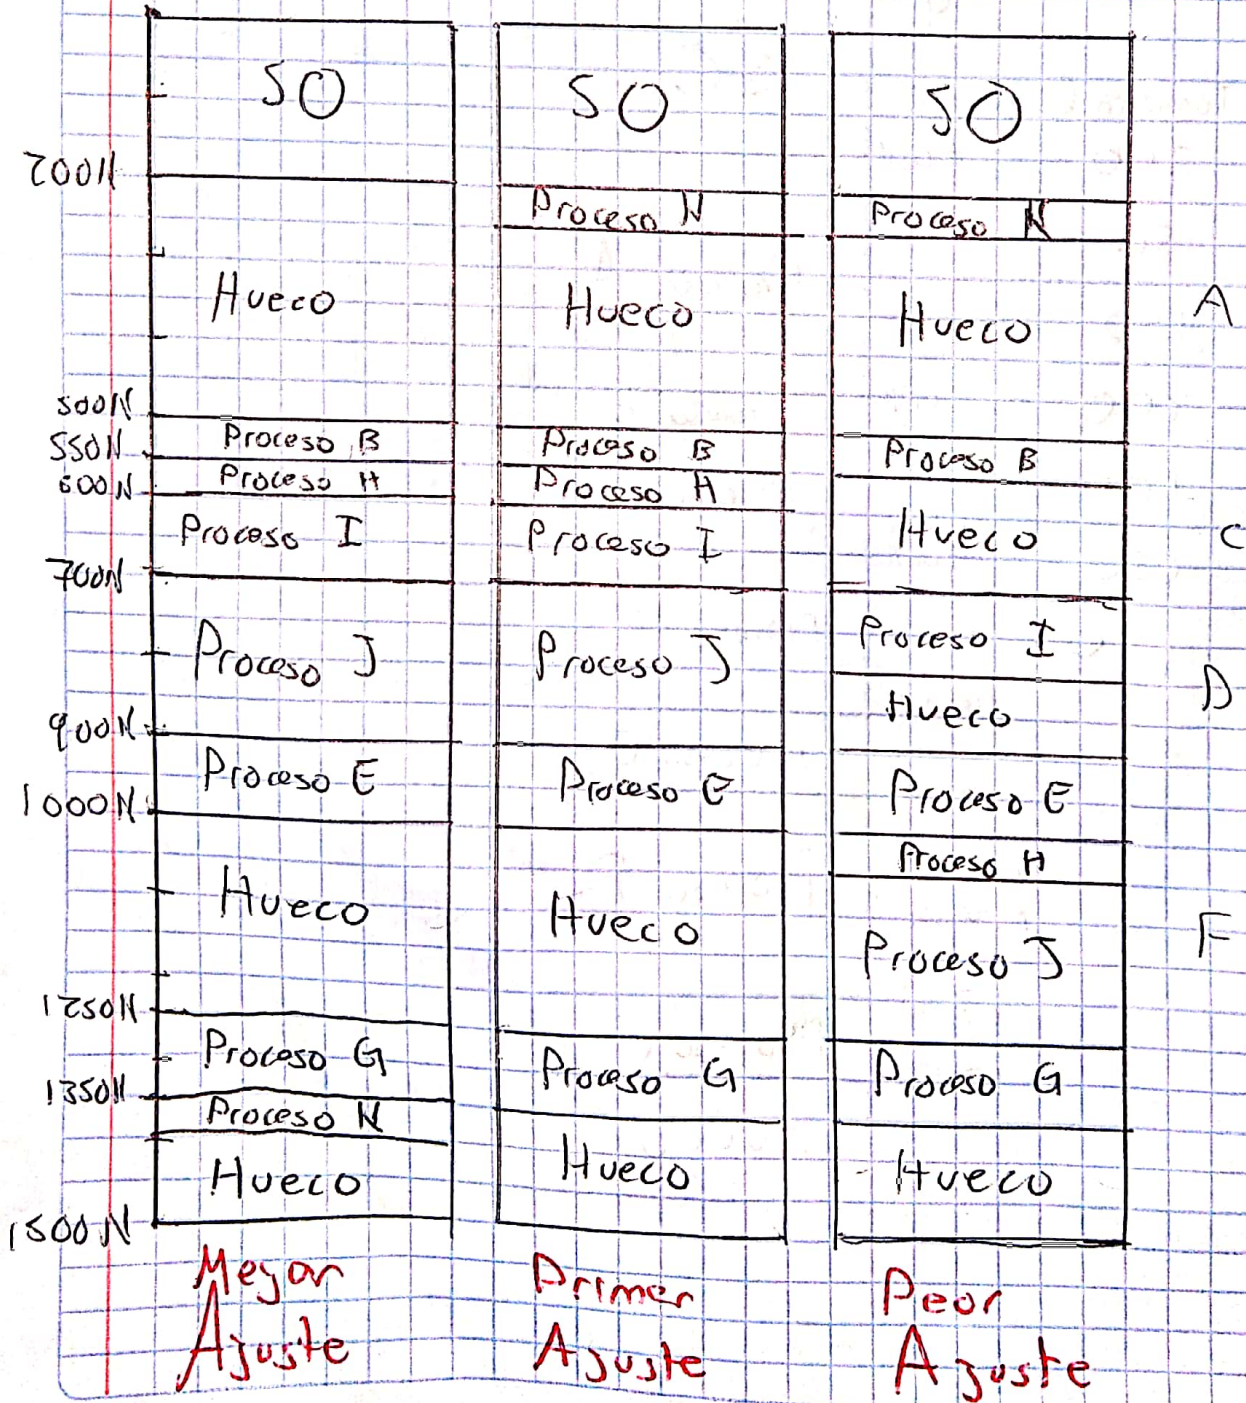 SO
SO
SO
200N
Proceso N
Proceso N
Hueco
Hueco
Hueco
A
500N
550N
Proceso B
Proceso B
Proceso B
600N
Proceso H
Proceso H
Proceso I
Proceso I
Hueco
C
700N
Proceso J
Proceso J
Proceso I
Hueco
D
900N
Proceso E
Proceso E
Proceso E
1000N
Proceso H
Hueco
Hueco
Proceso J
F
1250N
Proceso G
Proceso G
Proceso G
1350N
Proceso N
Hueco
Hueco
Hueco
1500N
Mejor
Ajuste
Primer
Ajuste
Peor
Ajuste